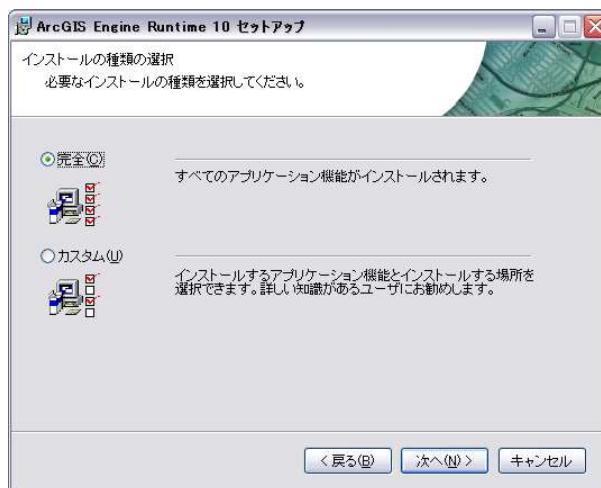 ArcGIS Engine Runtime 10 セットアップ
インストールの種類の選択
必要なインストールの種類を選択してください。
完全(C)
すべてのアプリケーション機能がインストールされます。
カスタム(U)
インストールするアプリケーション機能とインストールする場所を
選択できます。詳しい知識があるユーザにお勧めします。
< 戻る(B) 次へ(N) > キャンセル